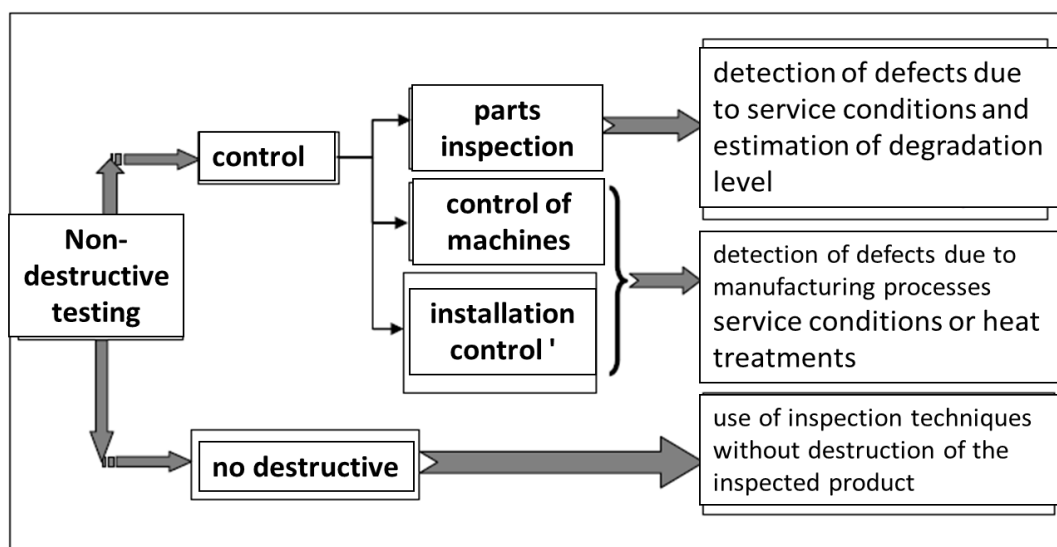 Non-
destructive
testing
control
parts
inspection
control of
machines
installation
control '
no destructive
detection of defects due
to service conditions and
estimation of degradation
level
detection of defects due to
manufacturing processes
service conditions or heat
treatments
use of inspection techniques
without destruction of the
inspected product